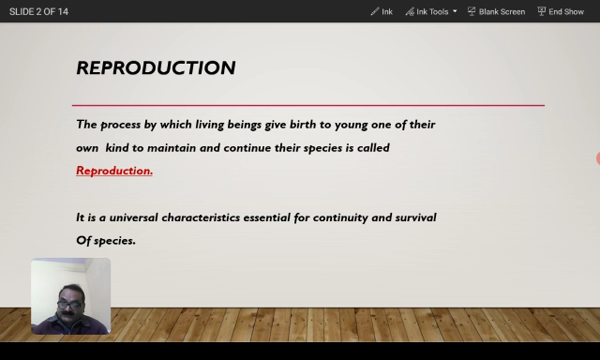 SLIDE 2 OF 14
Ink
Ink Tools
Blank Screen
End Show
REPRODUCTION
The process by which living beings give birth to young one of their
own kind to maintain and continue their species is called
Reproduction.
It is a universal characteristics essential for continuity and survival
Of species.